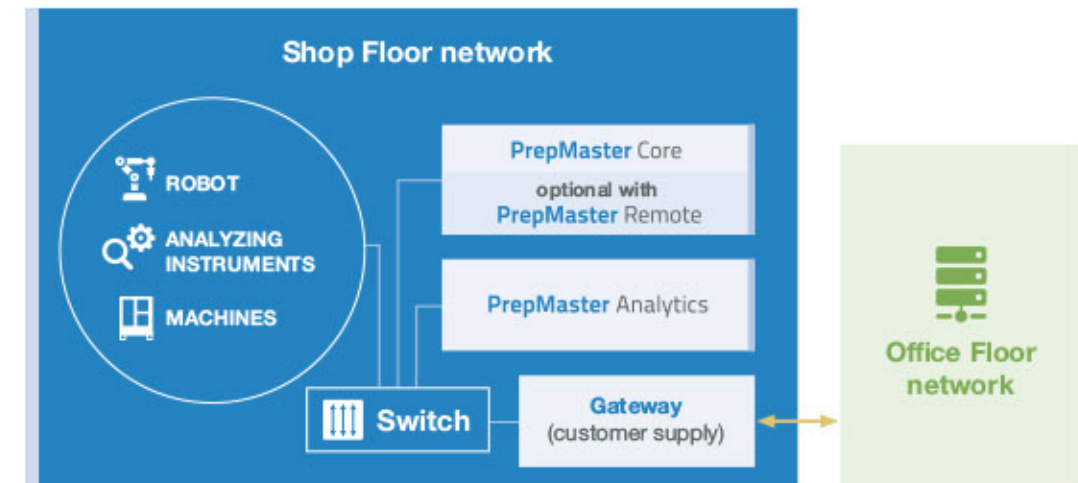 Shop Floor network
ROBOT
ANALYZING
INSTRUMENTS
MACHINES
PrepMaster Core
optional with
PrepMaster Remote
PrepMaster Analytics
Switch
Gateway
(customer supply)
Office Floor
network